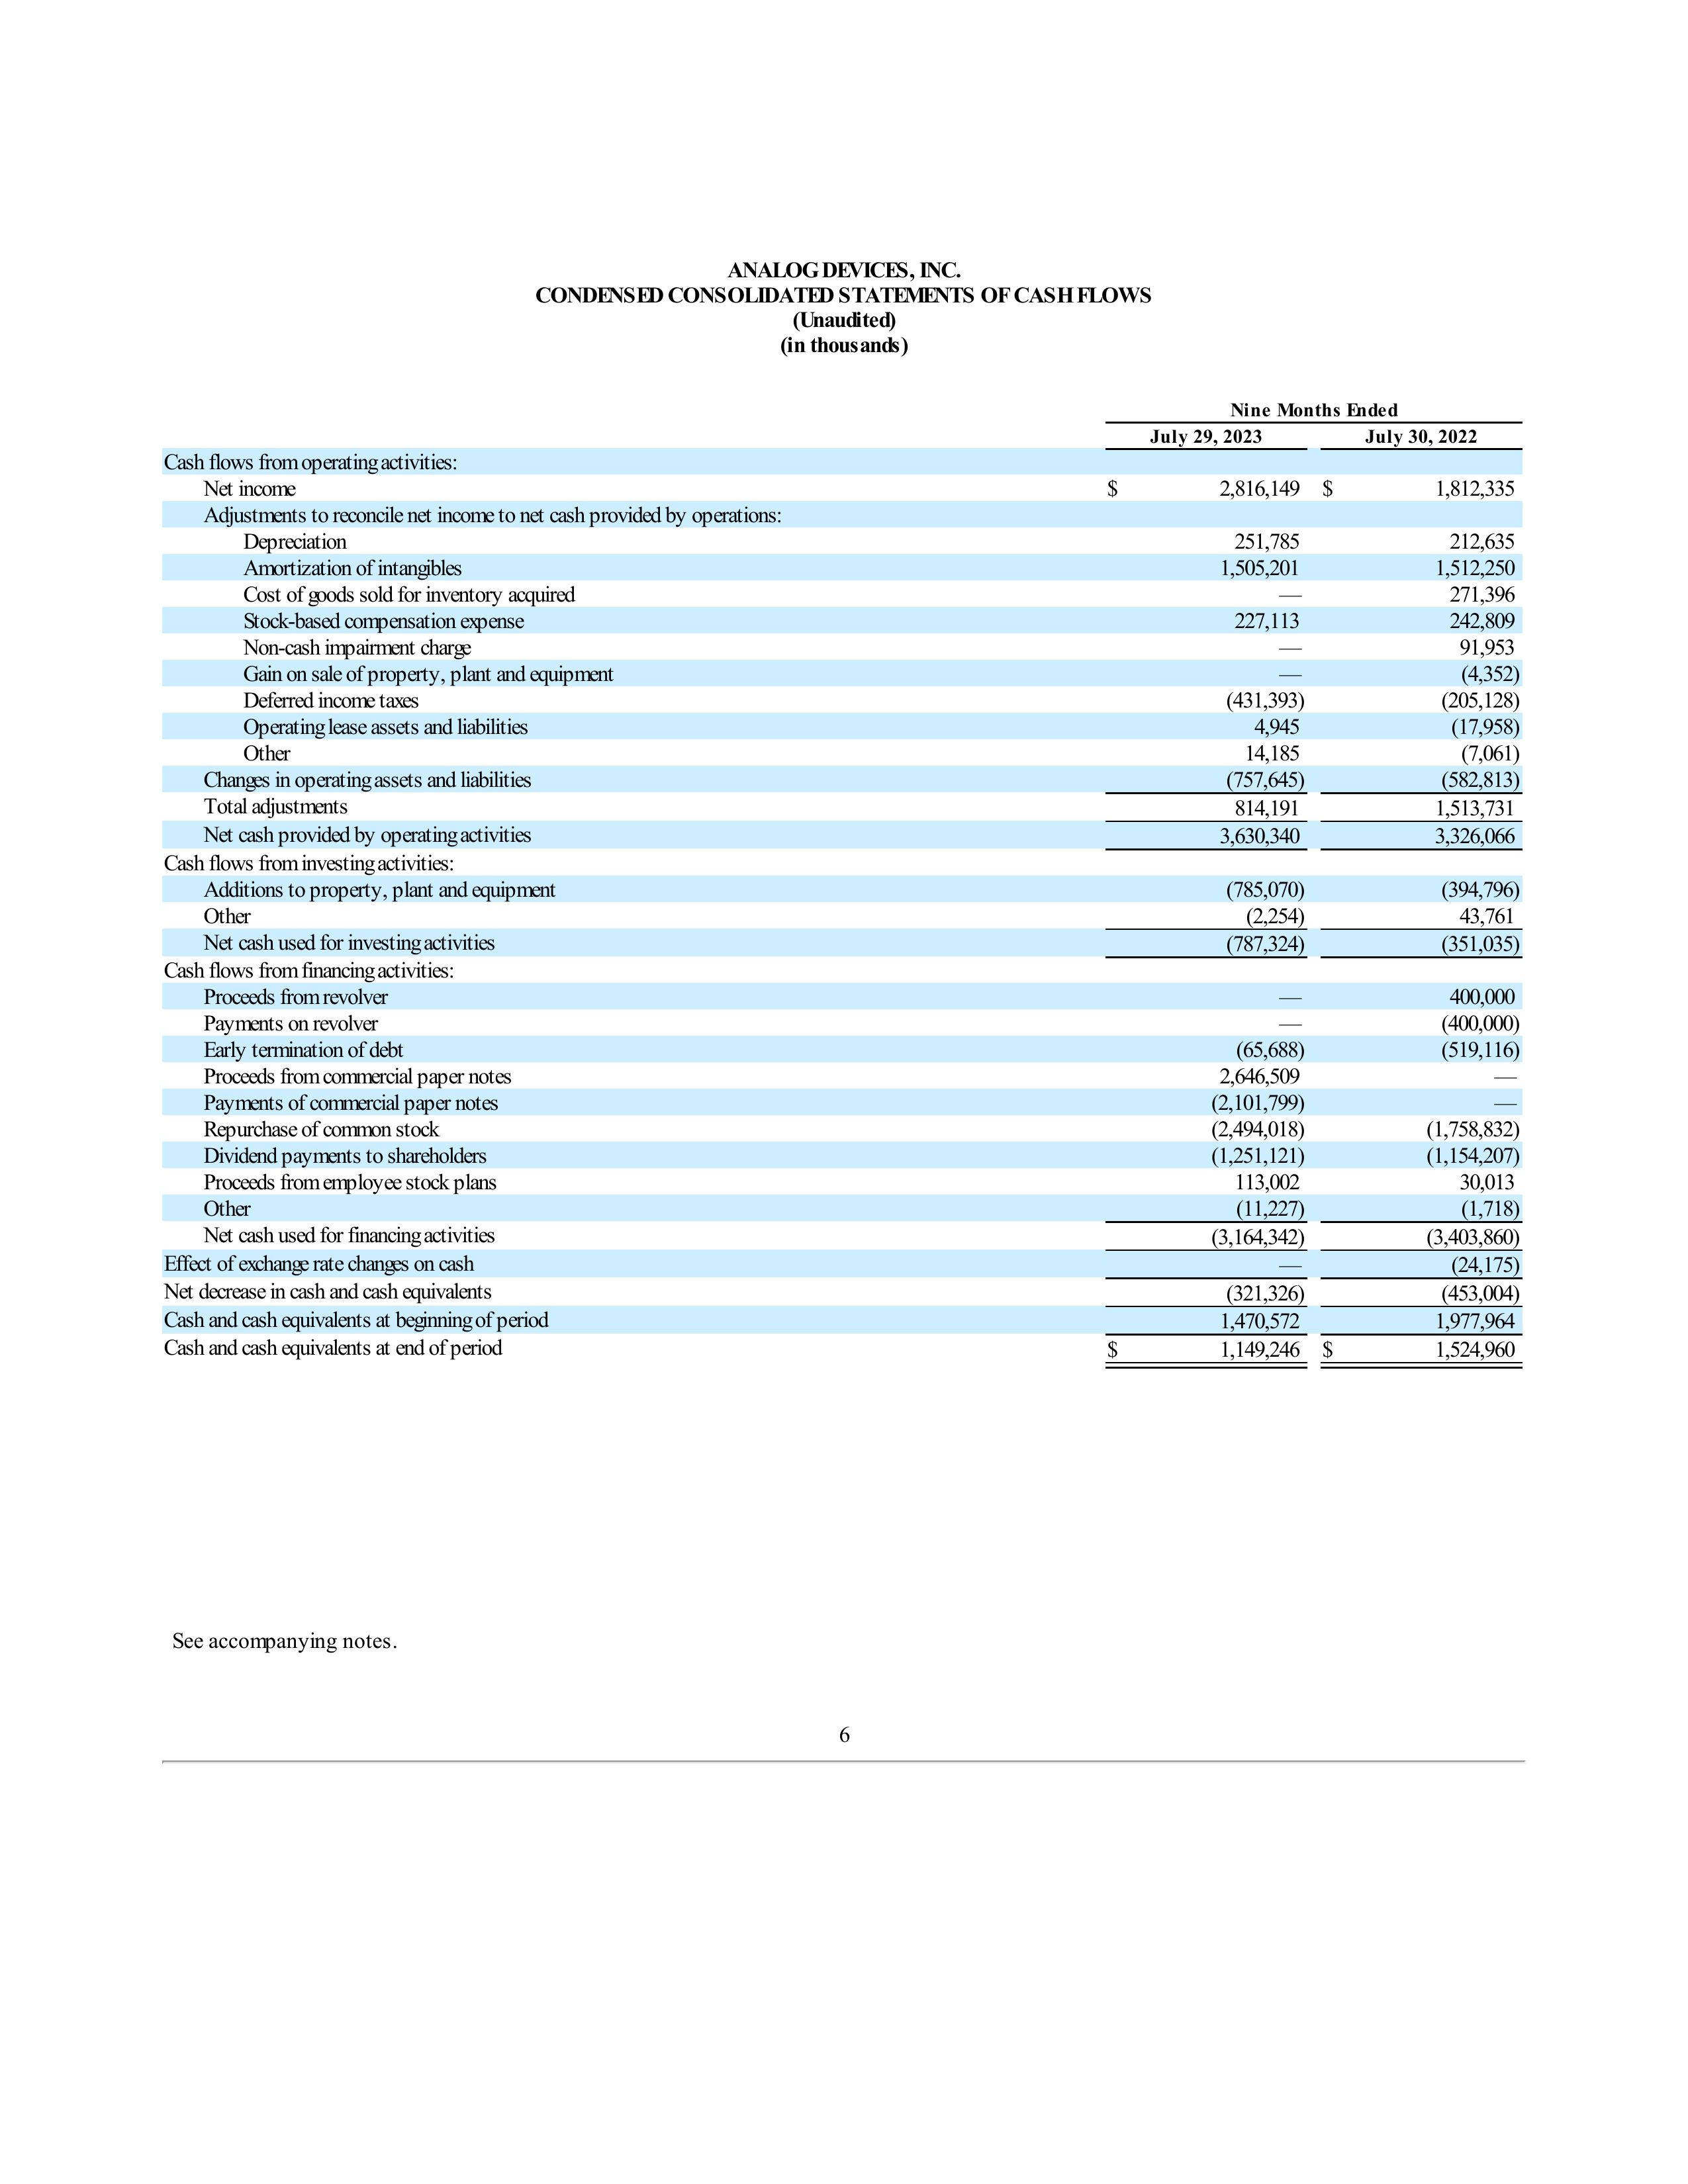 ANALOG DEVICES, INC.
CONDENSED CONSOLIDATED STATEMENTS OF CASH FLOWS
(Unaudited)
(in thousands)
Nine Months Ended
July 29, 2023 July 30, 2022
Cash flows from operating activities:
Net income $ 2,816,149 $ 1,812,335
Adjustments to reconcile net income to net cash provided by operations:
Depreciation 251,785 212,635
Amortization of intangibles 1,505,201 1,512,250
Cost of goods sold for inventory acquired — 271,396
Stock-based compensation expense 227,113 242,809
Non-cash impairment charge — 91,953
Gain on sale of property, plant and equipment — (4,352)
Deferred income taxes (431,393) (205,128)
Operating lease assets and liabilities 4,945 (17,958)
Other 14,185 (7,061)
Changes in operating assets and liabilities (757,645) (582,813)
Total adjustments 814,191 1,513,731
Net cash provided by operating activities 3,630,340 3,326,066
Cash flows from investing activities:
Additions to property, plant and equipment (785,070) (394,796)
Other (2,254) 43,761
Net cash used for investing activities (787,324) (351,035)
Cash flows from financing activities:
Proceeds from revolver — 400,000
Payments on revolver — (400,000)
Early termination of debt (65,688) (519,116)
Proceeds from commercial paper notes 2,646,509 —
Payments of commercial paper notes (2,101,799) —
Repurchase of common stock (2,494,018) (1,758,832)
Dividend payments to shareholders (1,251,121) (1,154,207)
Proceeds from employee stock plans 113,002 30,013
Other (11,227) (1,718)
Net cash used for financing activities (3,164,342) (3,403,860)
Effect of exchange rate changes on cash — (24,175)
Net decrease in cash and cash equivalents (321,326) (453,004)
Cash and cash equivalents at beginning of period 1,470,572 1,977,964
Cash and cash equivalents at end of period $ 1,149,246 $ 1,524,960
See accompanying notes.
6